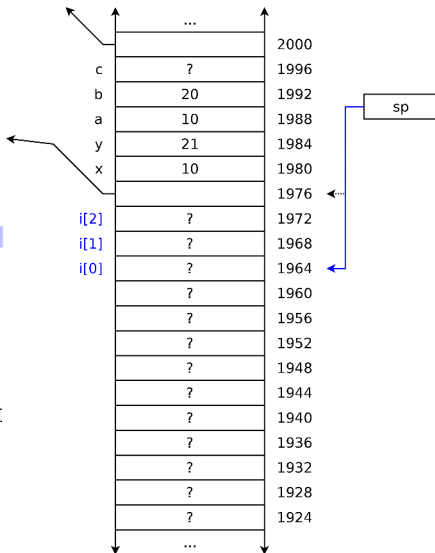 ...
2000
c ? 1996
b 20 1992
a 10 1988
sp
y 21 1984
x 10 1980
1976
i[2] ? 1972
i[1] ? 1968
i[0] ? 1964
? 1960
? 1956
? 1952
? 1948
? 1944
? 1940
? 1936
? 1932
? 1928
? 1924
...